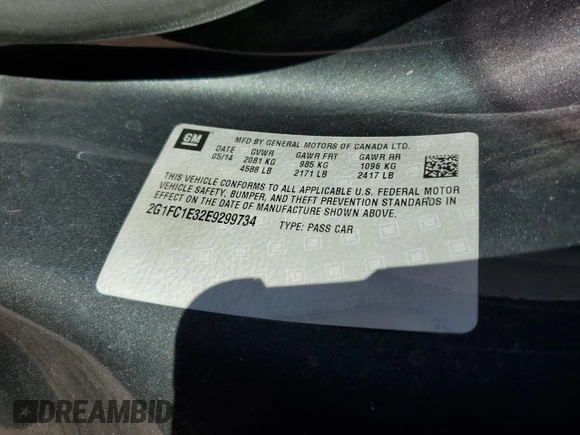 GM
MFD BY GENERAL MOTORS OF CANADA LTD.
DATE GVWR GAWR FRT GAWR RR
05/14 2081 KG 985 KG 1096 KG
4588 LB 2171 LB 2417 LB
THIS VEHICLE CONFORMS TO ALL APPLICABLE U.S. FEDERAL MOTOR
VEHICLE SAFETY, BUMPER, AND THEFT PREVENTION STANDARDS IN
EFFECT ON THE DATE OF MANUFACTURE SHOWN ABOVE.
2G1FC1E32E9299734 TYPE: PASS CAR
DREAMBID